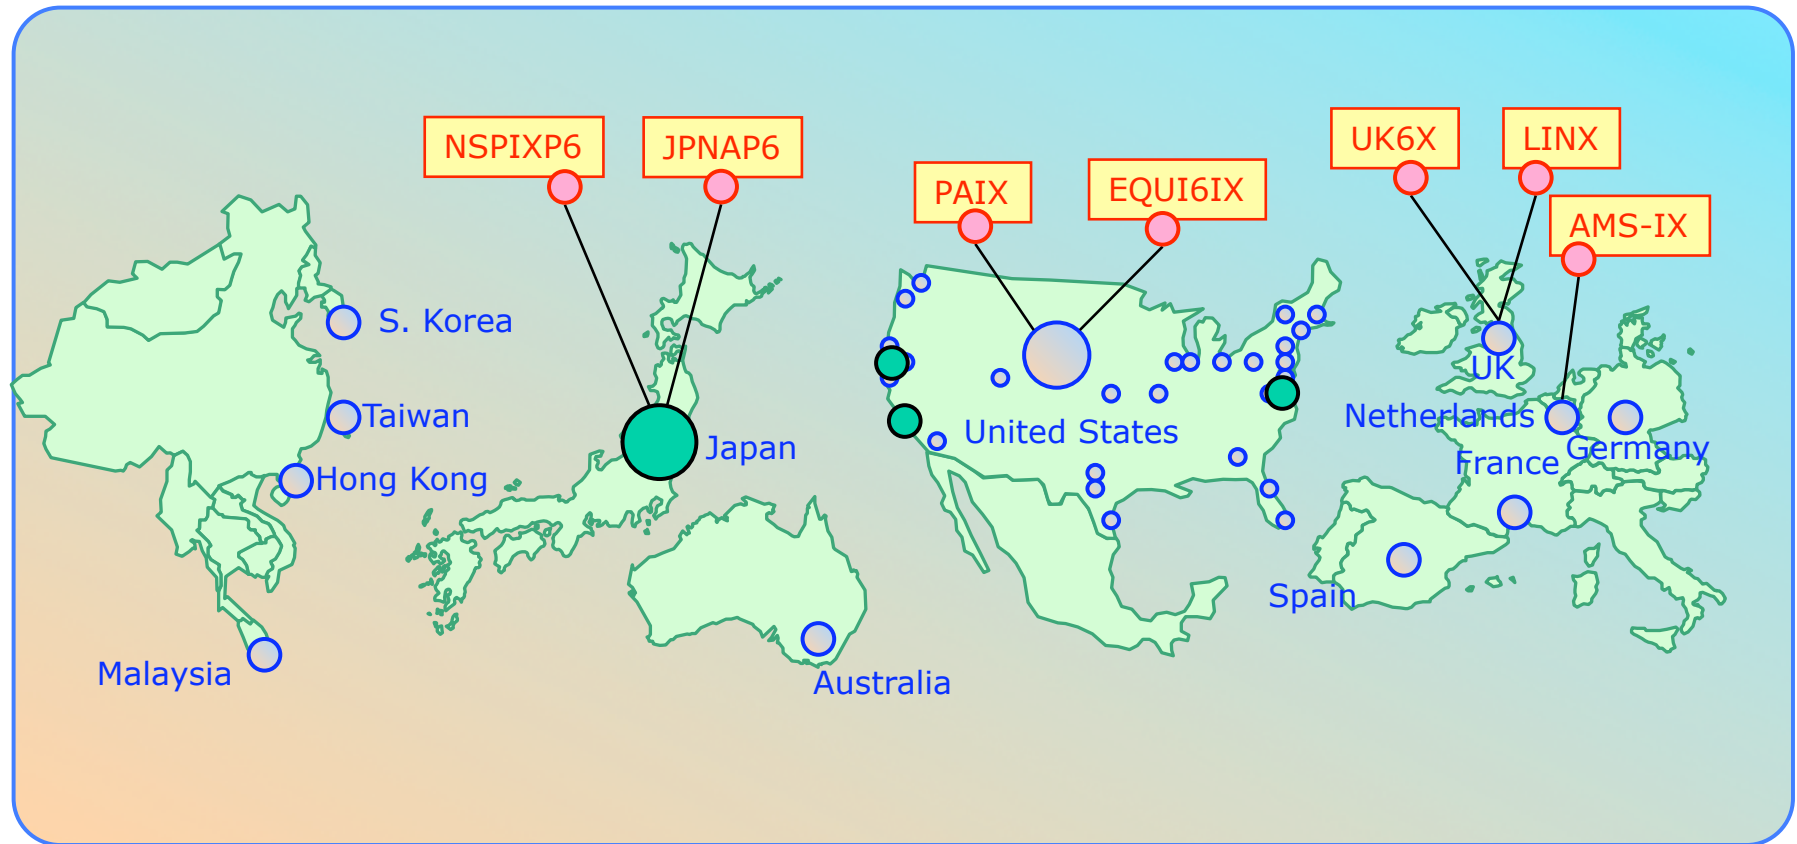 NSPIXP6
JPNAP6
PAIX
EQUI6IX
UK6X
LINX
AMS-IX
S. Korea
Taiwan
Hong Kong
Malaysia
Japan
Australia
United States
UK
Netherlands
Germany
France
Spain